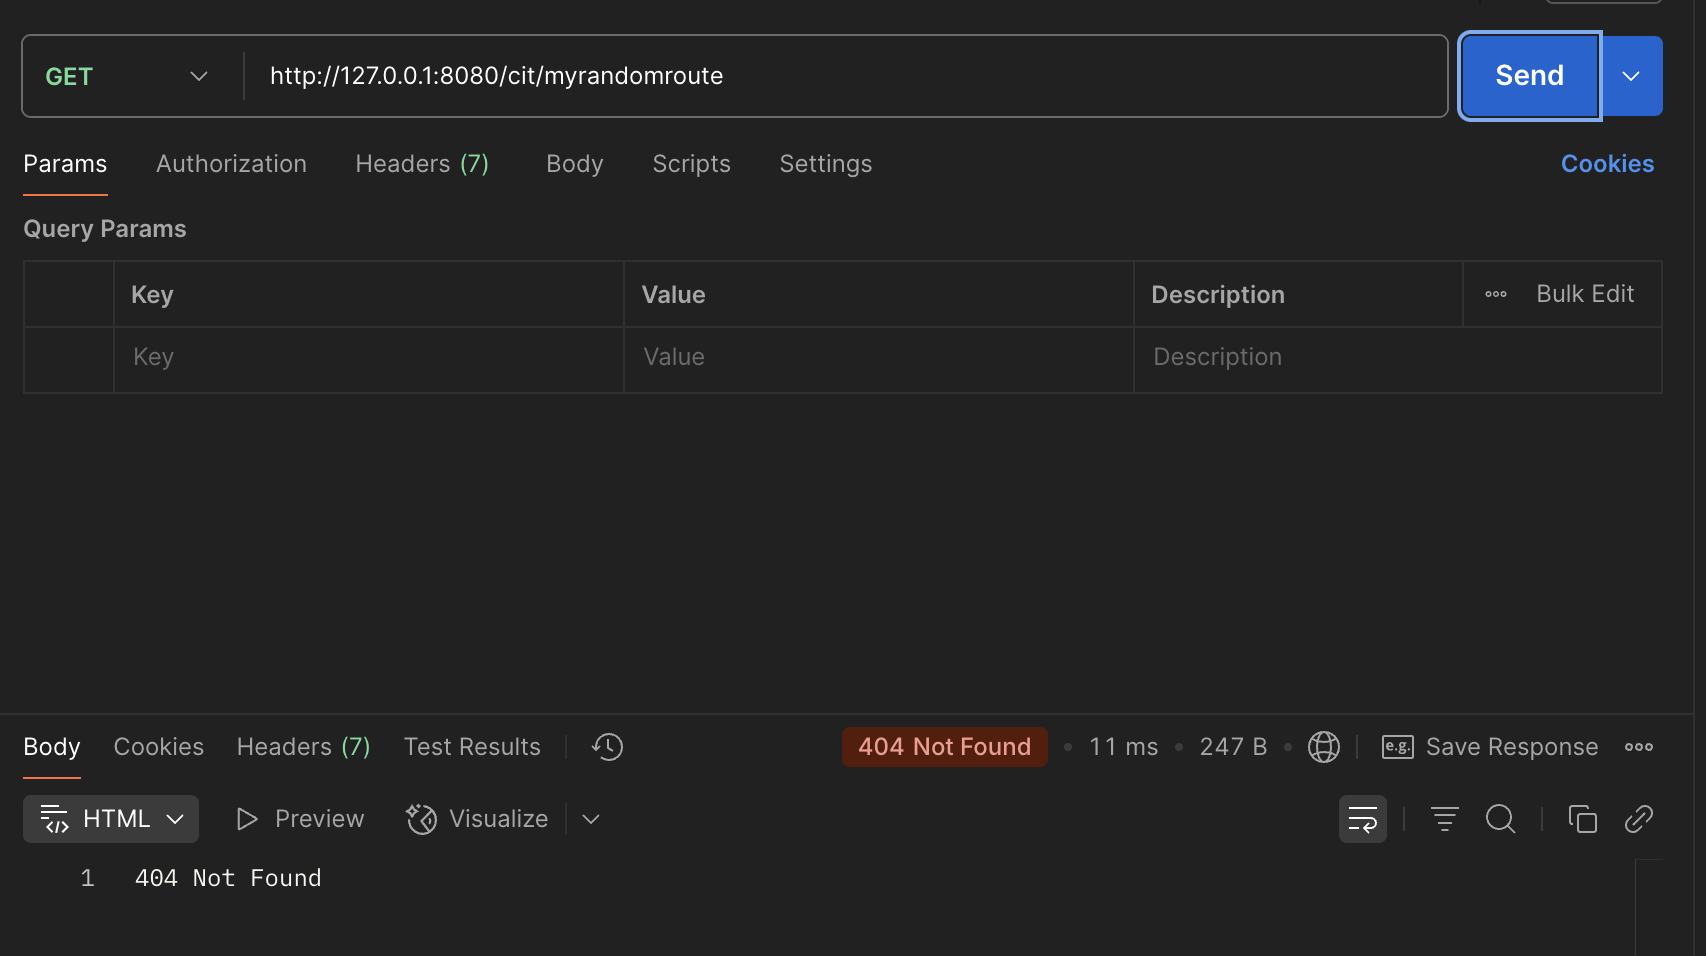 GET http://127.0.0.1:8080/cit/myrandomroute Send
Params Authorization Headers (7) Body Scripts Settings Cookies
Query Params
Key Value Description Bulk Edit
Key Value Description
Body Cookies Headers (7) Test Results 404 Not Found 11 ms 247 B e.g. Save Response
HTML Preview Visualize
1 404 Not Found